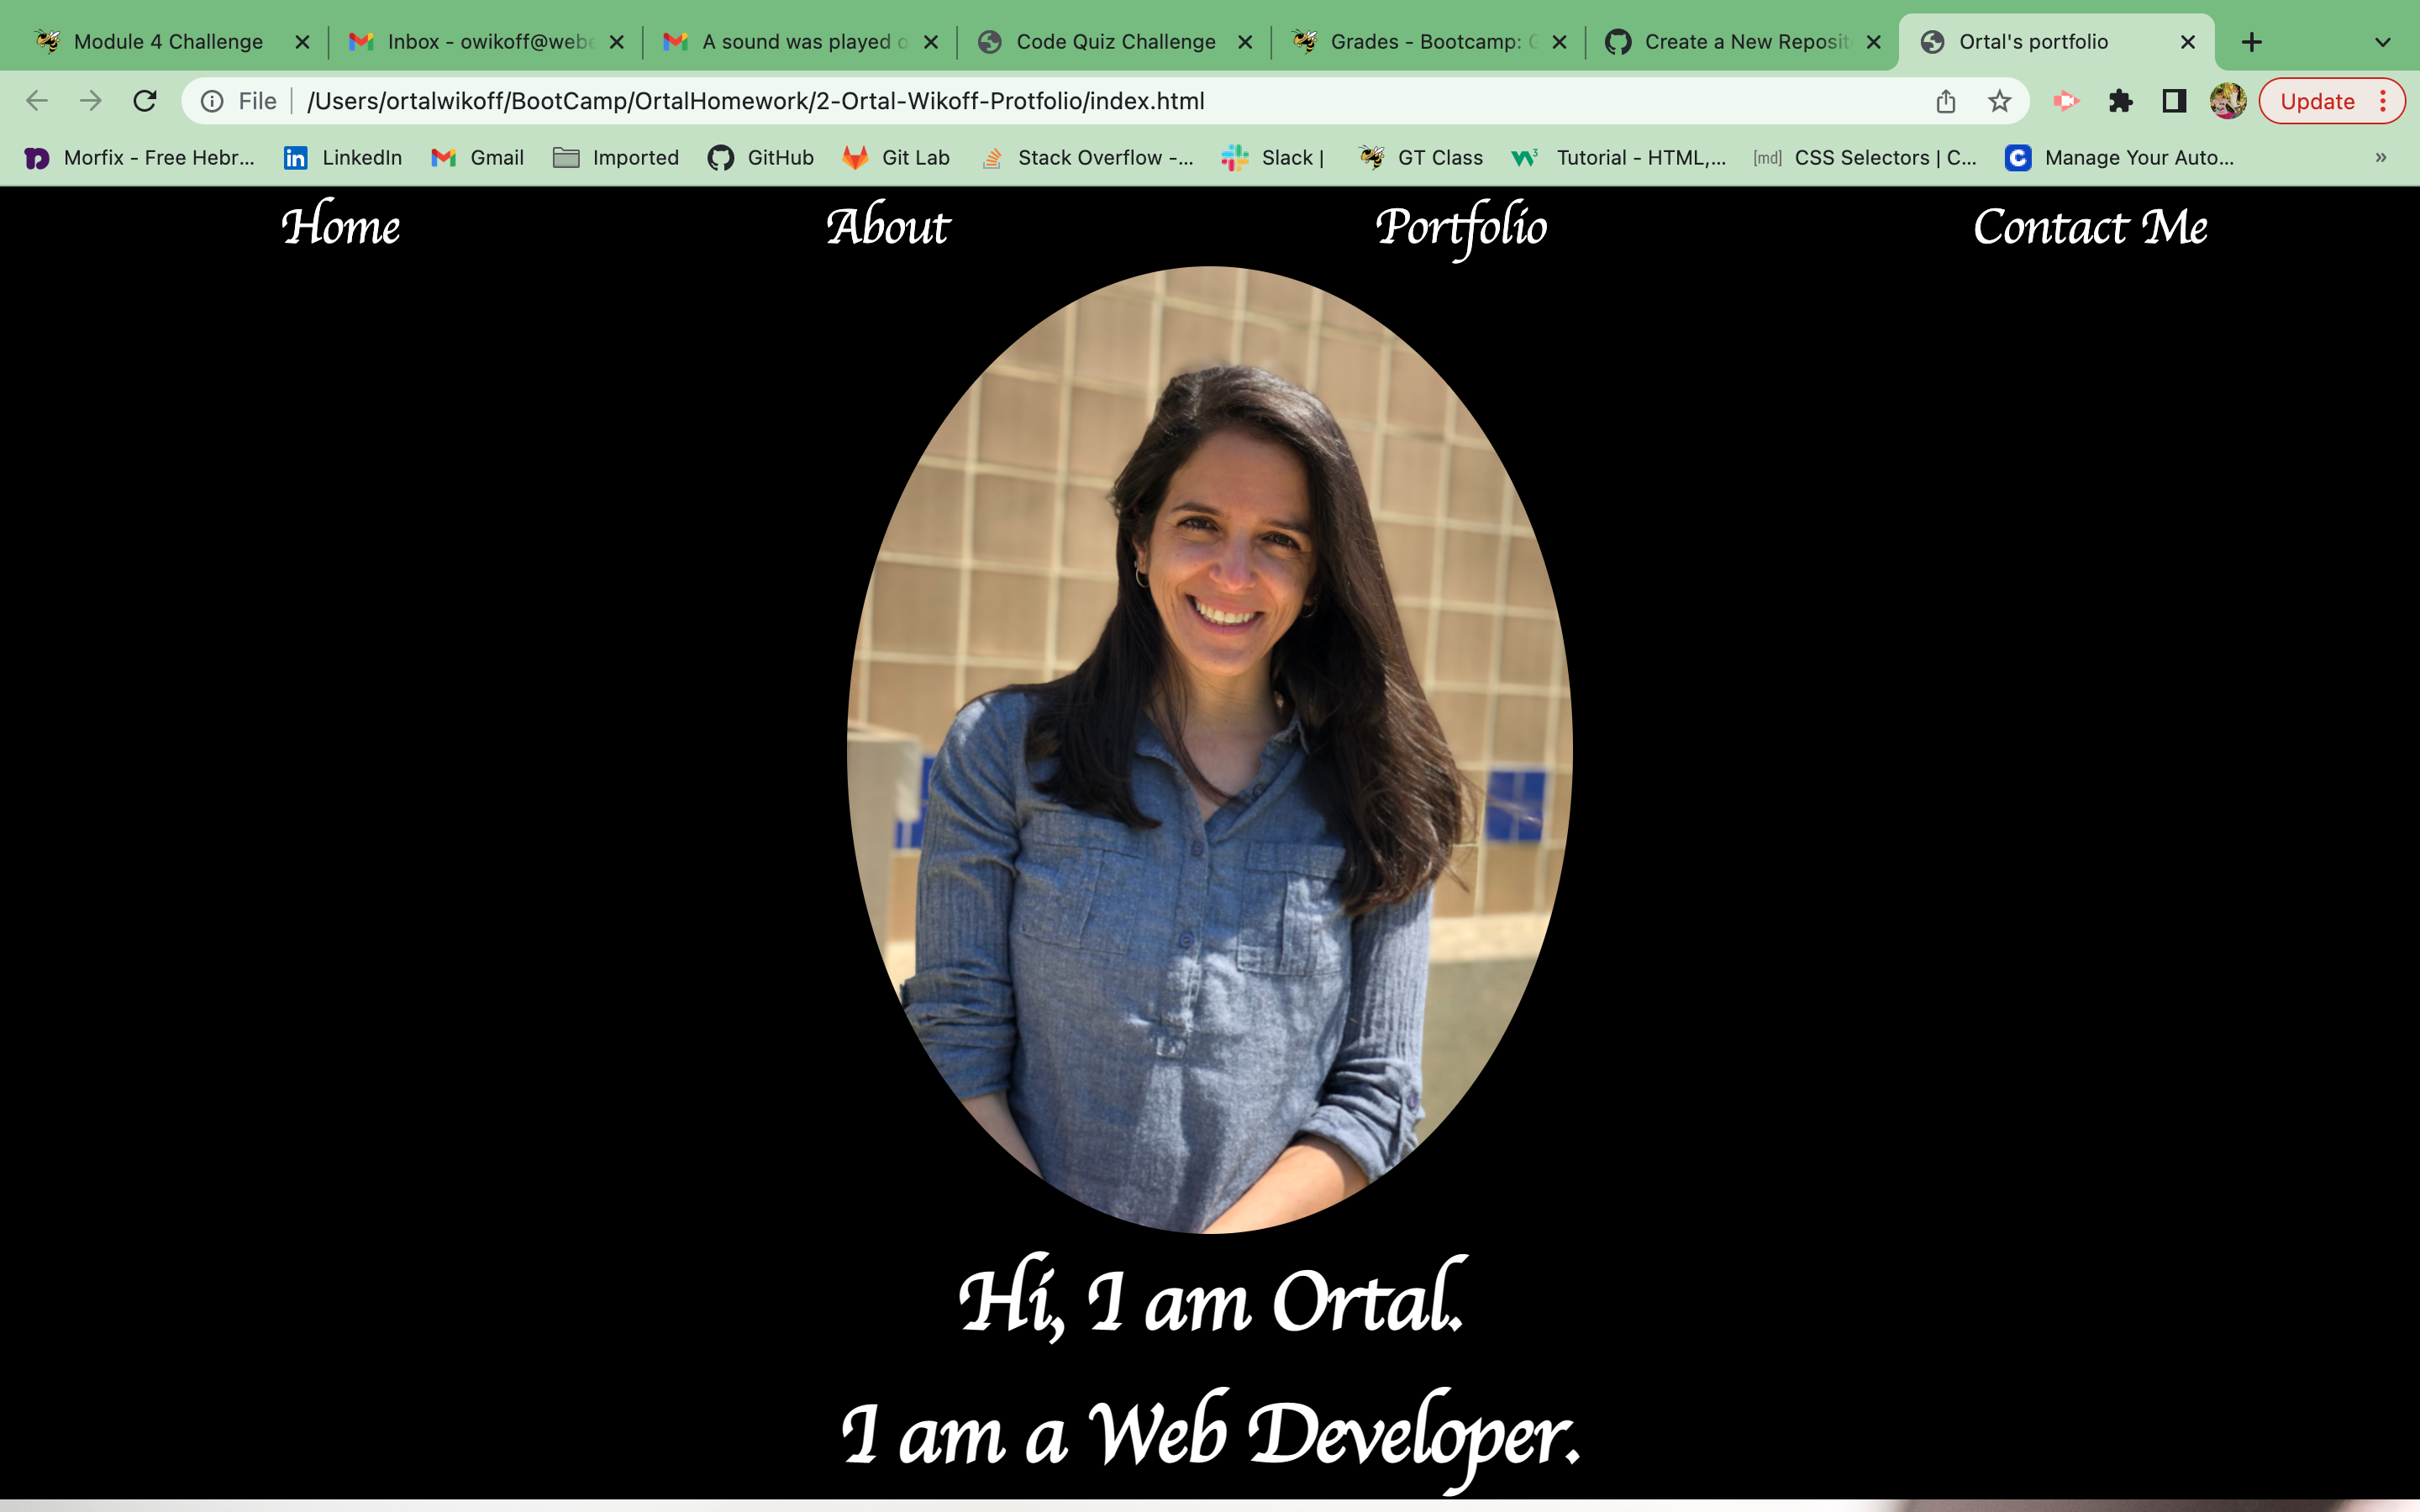 Module 4 Challenge
Inbox - owikoff@webe
A sound was played o
Code Quiz Challenge
Grades - Bootcamp: G
Create a New Reposit
Ortal's portfolio
File
/Users/ortalwikoff/BootCamp/OrtalHomework/2-Ortal-Wikoff-Protfolio/index.html
Update
Morfix - Free Hebr...
LinkedIn
Gmail
Imported
GitHub
Git Lab
Stack Overflow -...
Slack |
GT Class
Tutorial - HTML,...
[md] CSS Selectors | C...
Manage Your Auto...
»
Home
About
Portfolio
Contact Me
Hi, I am Ortal.
I am a Web Developer.